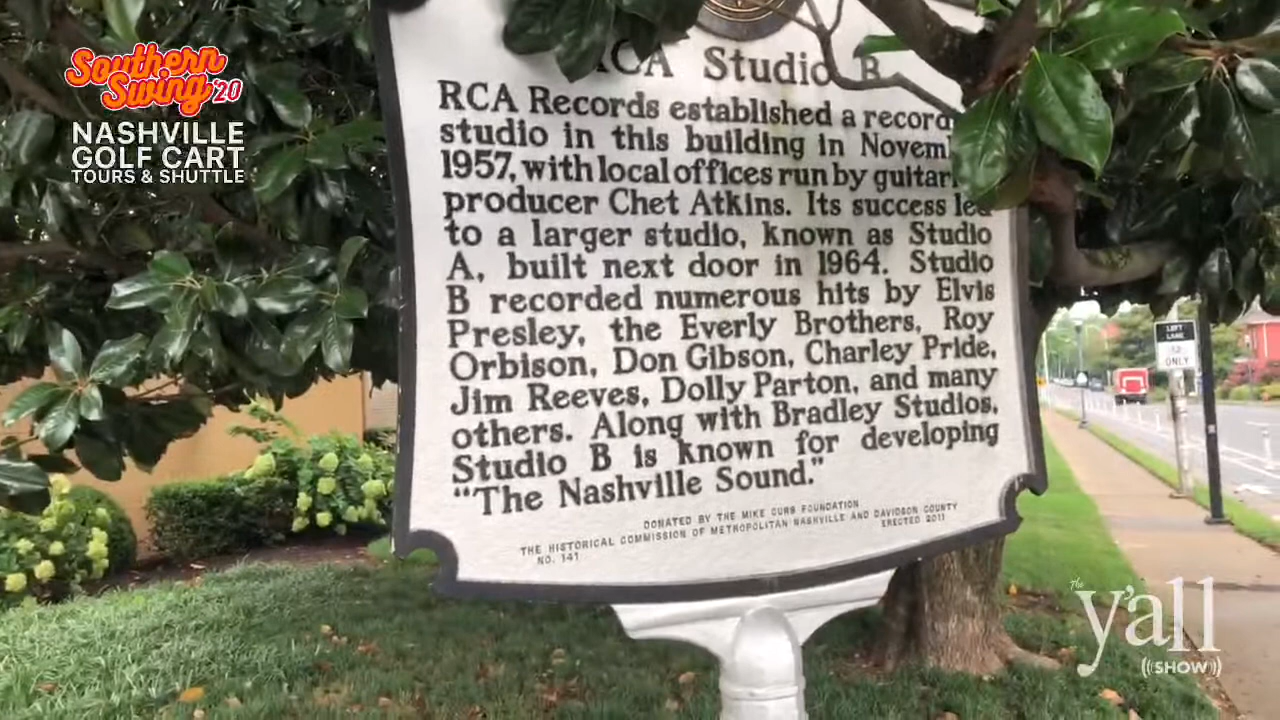 Southern
Swing '20
NASHVILLE
GOLF CART
TOURS & SHUTTLE
RCA Studio B
RCA Records established a record
studio in this building in Novem
1957, with local offices run by guitar
producer Chet Atkins. Its success led
to a larger studio, known as Studio
A, built next door in 1964. Studio
B recorded numerous hits by Elvis
Presley, the Everly Brothers, Roy
Orbison, Don Gibson, Charley Pride,
Jim Reeves, Dolly Parton, and many
others. Along with Bradley Studios,
Studio B is known for developing
"The Nashville Sound."
DONATED BY THE MIKE CURB FOUNDATION
THE HISTORICAL COMMISSION OF METROPOLITAN NASHVILLE AND DAVIDSON COUNTY
NO. 141 ERECTED 2011
LEFT
LANE
ONLY
The
y'all
SHOW